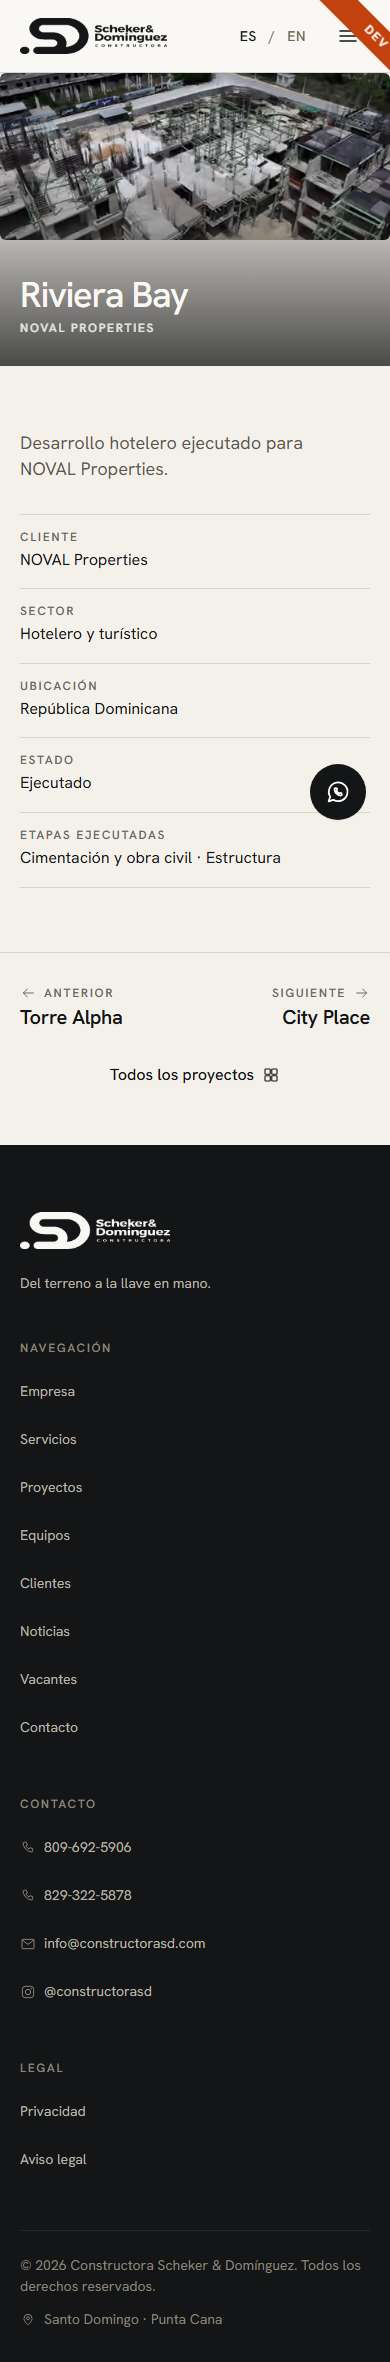 Scheker&
Domínguez
CONSTRUCTORA
ES / EN
DEV
Riviera Bay
NOVAL PROPERTIES
Desarrollo hotelero ejecutado para
NOVAL Properties.
CLIENTE
NOVAL Properties
SECTOR
Hotelero y turístico
UBICACIÓN
República Dominicana
ESTADO
Ejecutado
ETAPAS EJECUTADAS
Cimentación y obra civil · Estructura
← ANTERIOR
Torre Alpha
SIGUIENTE →
City Place
Todos los proyectos
Scheker&
Domínguez
CONSTRUCTORA
Del terreno a la llave en mano.
NAVEGACIÓN
Empresa
Servicios
Proyectos
Equipos
Clientes
Noticias
Vacantes
Contacto
CONTACTO
809-692-5906
829-322-5878
info@constructorasd.com
@constructorasd
LEGAL
Privacidad
Aviso legal
© 2026 Constructora Scheker & Domínguez. Todos los
derechos reservados.
Santo Domingo · Punta Cana